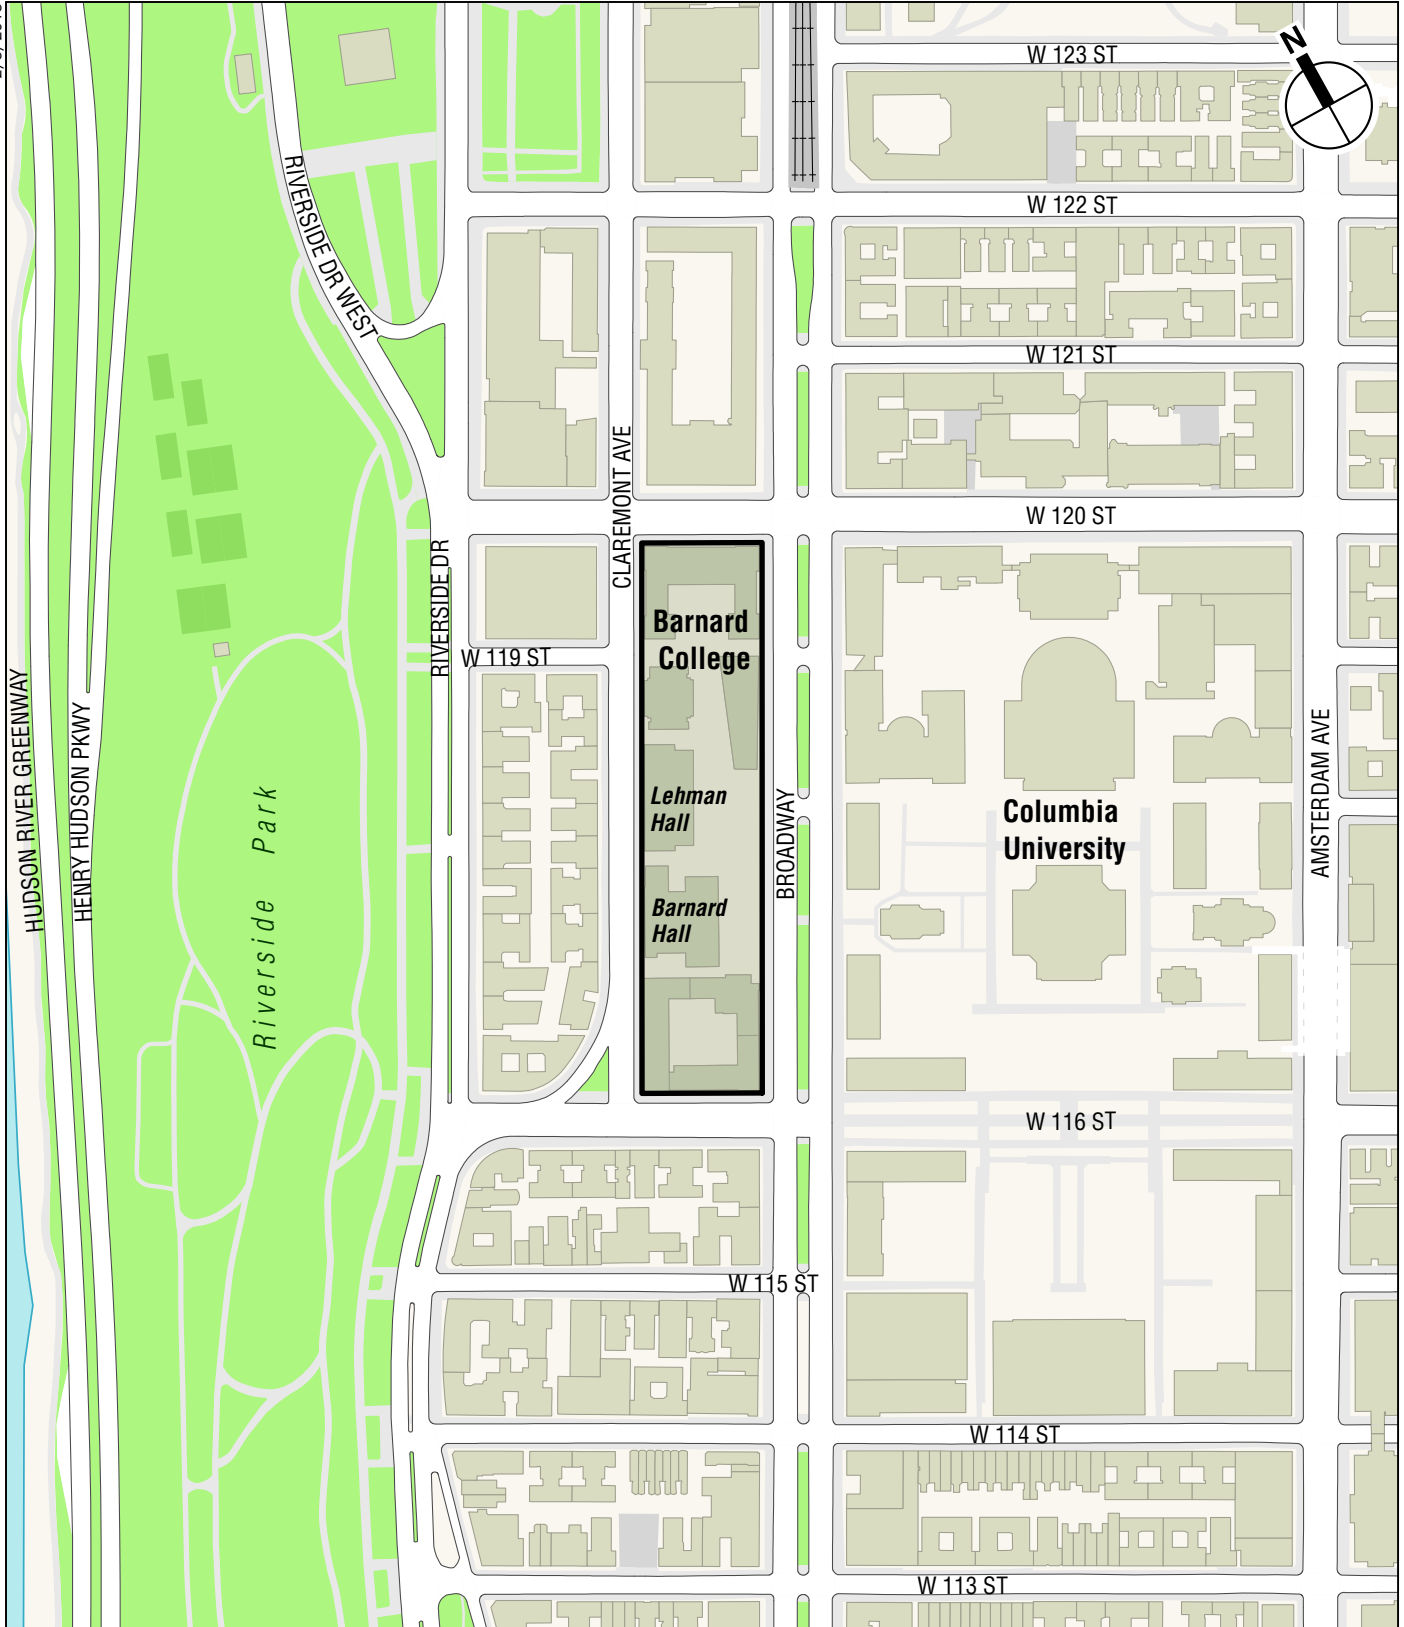 W 123 ST
N
RIVERSIDE DR WEST
W 122 ST
W 121 ST
CLAREMONT AVE
W 120 ST
RIVERSIDE DR
Barnard
College
W 119 ST
HUDSON RIVER GREENWAY
HENRY HUDSON PKWY
Riverside Park
Lehman
Hall
BROADWAY
Columbia
University
AMSTERDAM AVE
Barnard
Hall
W 116 ST
W 115 ST
W 114 ST
W 113 ST